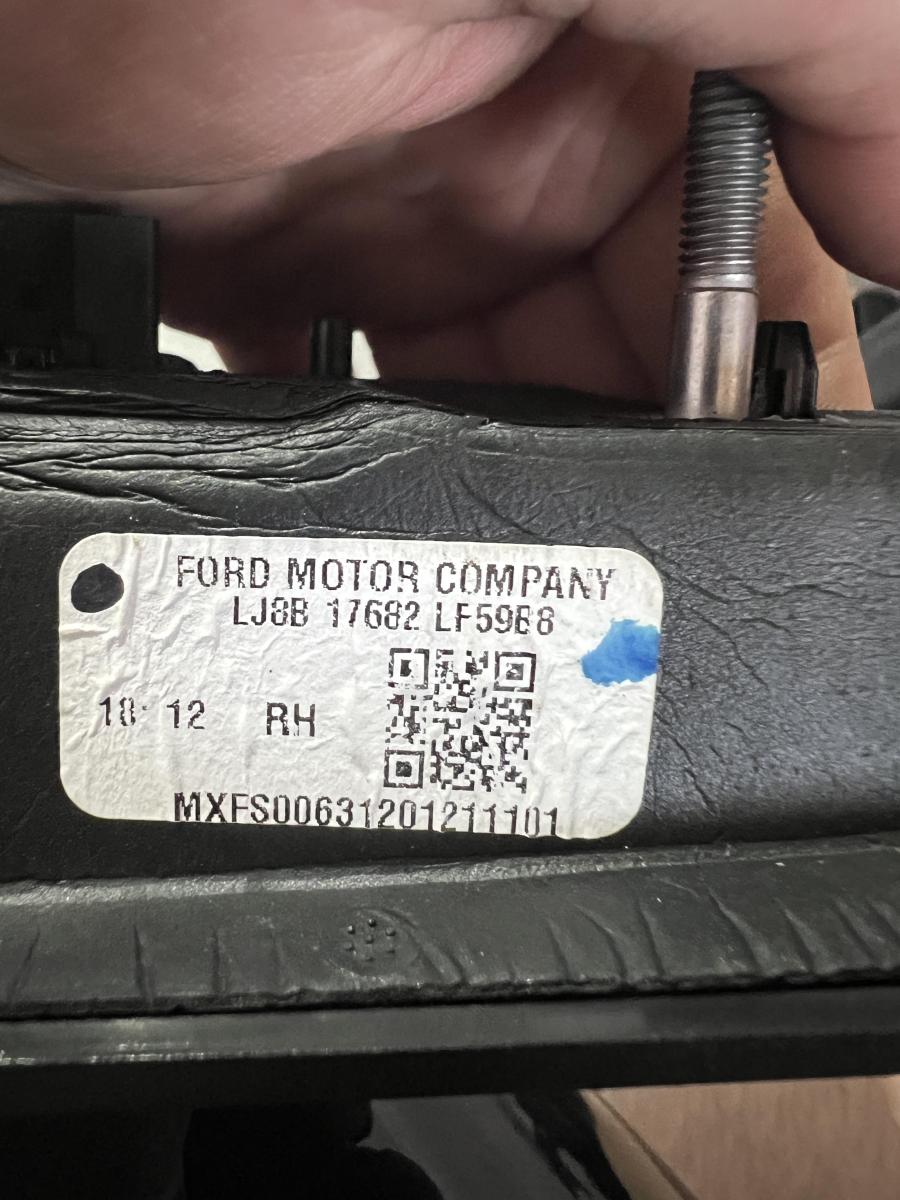 FORD MOTOR COMPANY
LJ8B 17682 LF59B8
18: 12 RH
MXFS00631201211101